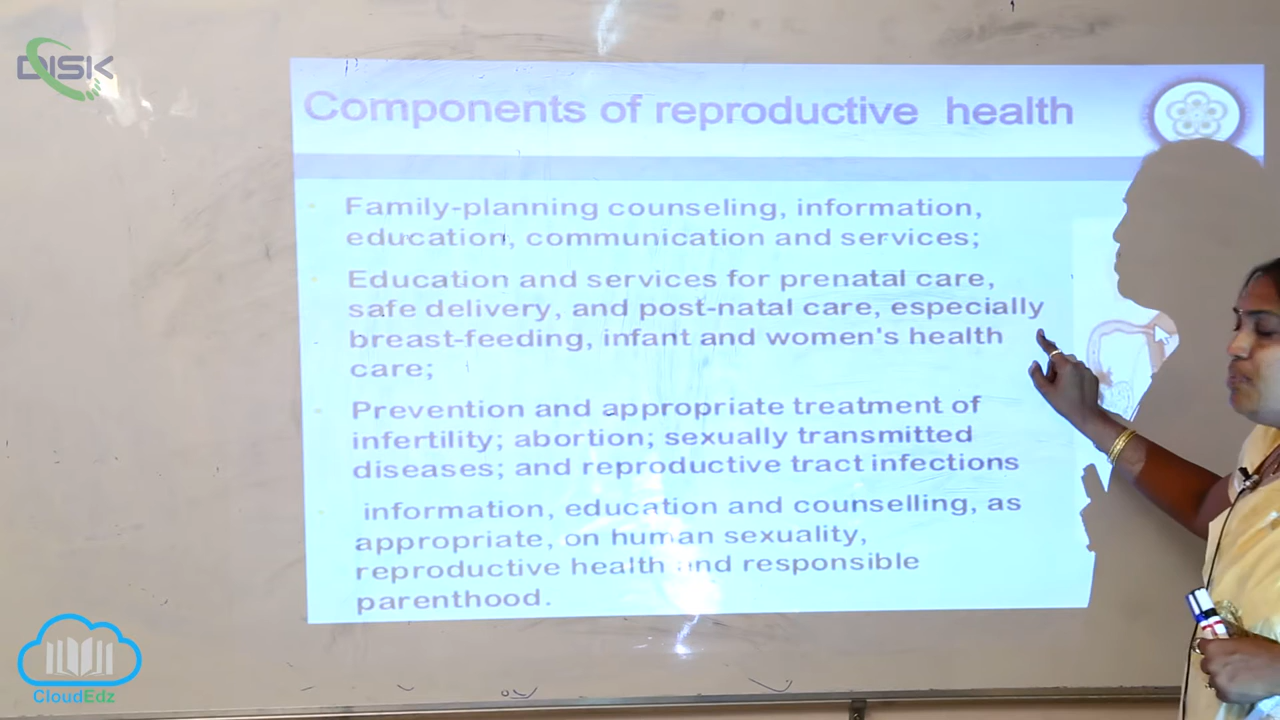 DISK
Components of reproductive health
Family-planning counseling, information,
education, communication and services;
Education and services for prenatal care,
safe delivery, and post-natal care, especially
breast-feeding, infant and women's health
care;
Prevention and appropriate treatment of
infertility; abortion; sexually transmitted
diseases; and reproductive tract infections
information, education and counselling, as
appropriate, on human sexuality,
reproductive health and responsible
parenthood.
CloudEdz